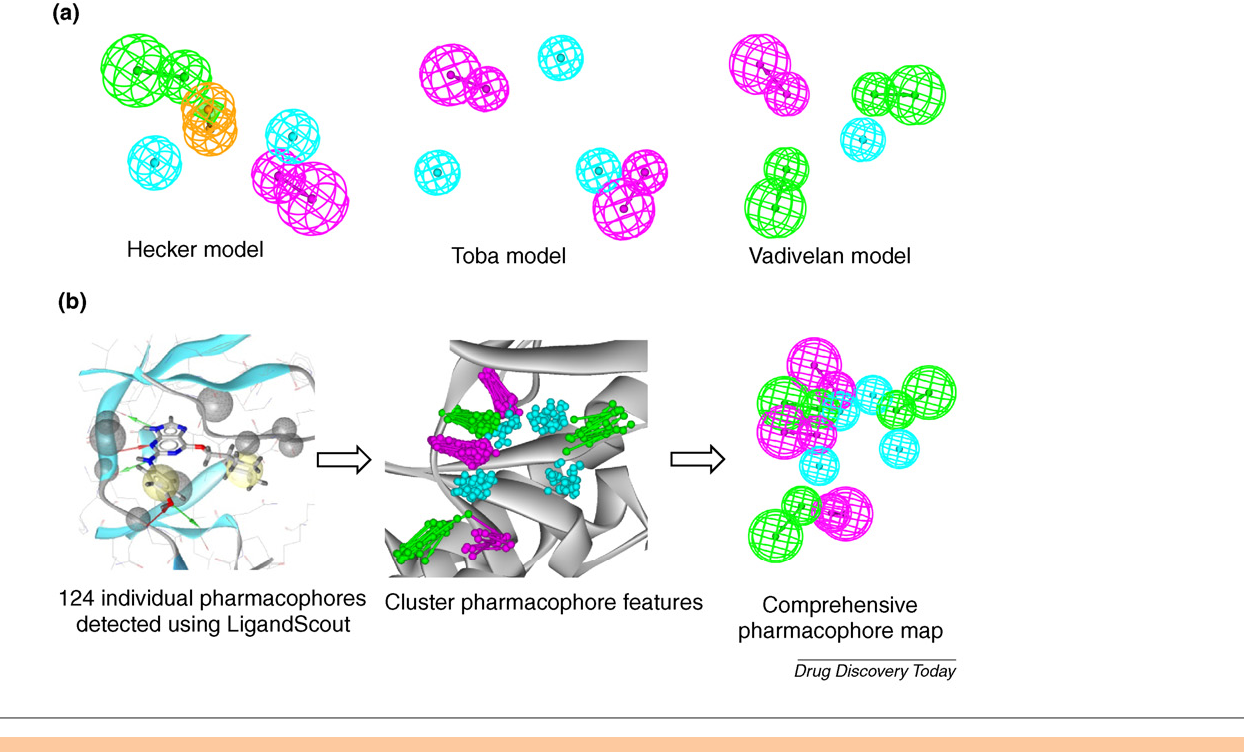 (a)
Hecker model
Toba model
Vadivelan model
(b)
124 individual pharmacophores
detected using LigandScout
Cluster pharmacophore features
Comprehensive
pharmacophore map
Drug Discovery Today